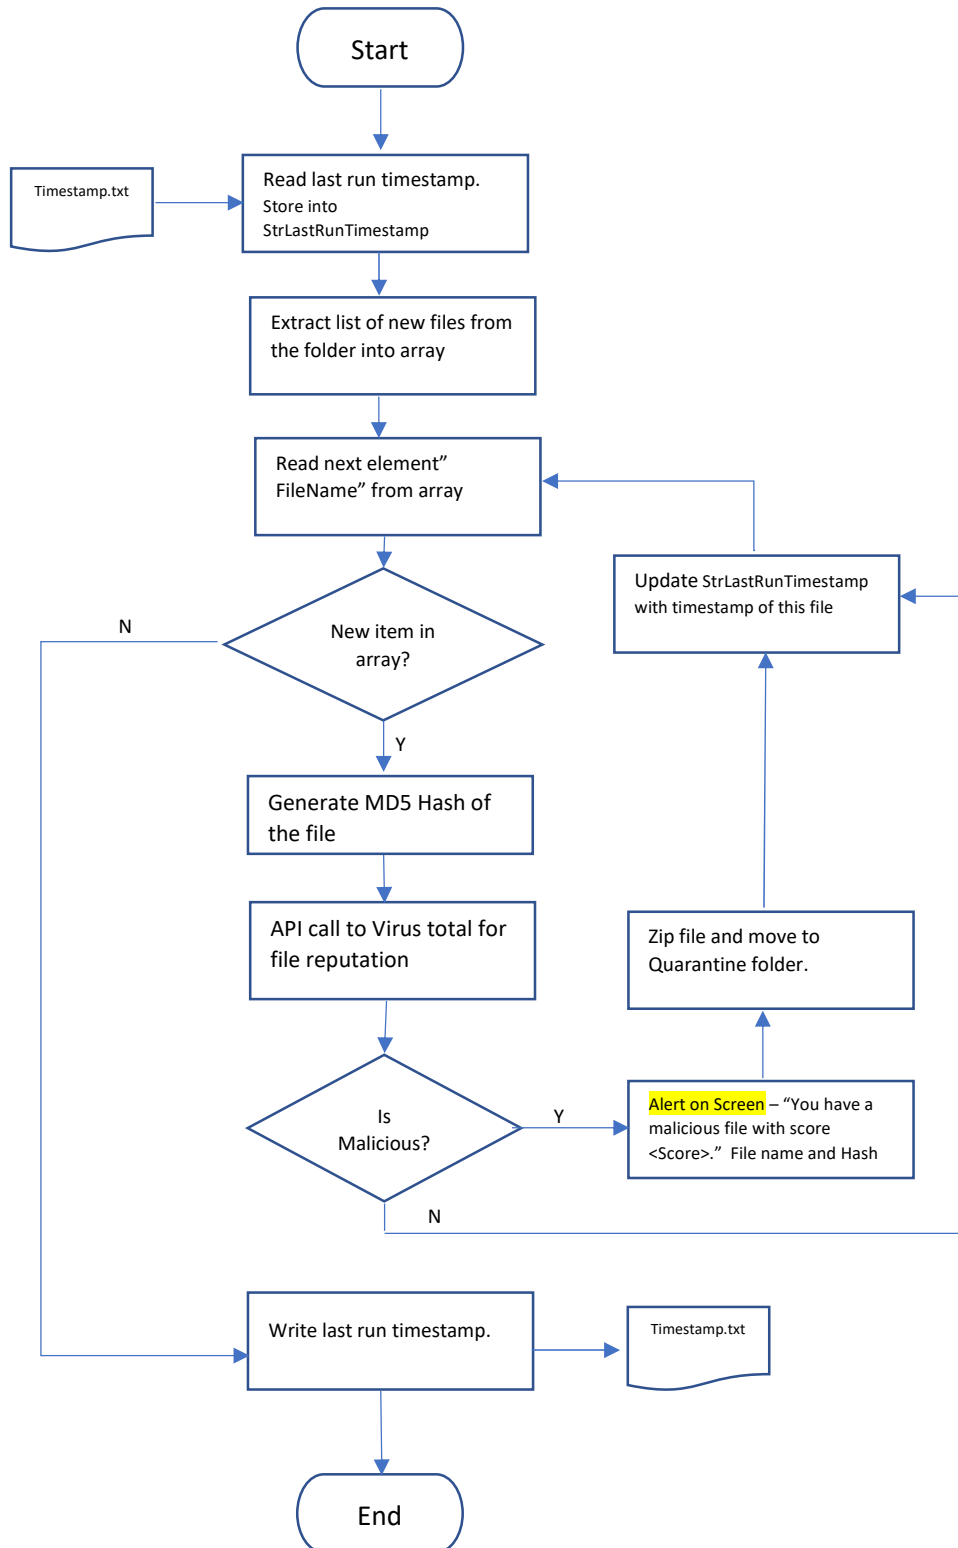 Start
Timestamp.txt
Read last run timestamp.
Store into
StrLastRunTimestamp
Extract list of new files from
the folder into array
Read next element”
FileName” from array
Update StrLastRunTimestamp
with timestamp of this file
N
New item in
array?
Y
Generate MD5 Hash of
the file
API call to Virus total for
file reputation
Zip file and move to
Quarantine folder.
Is
Malicious?
Y
Alert on Screen – “You have a
malicious file with score
<Score>.” File name and Hash
N
Write last run timestamp.
Timestamp.txt
End